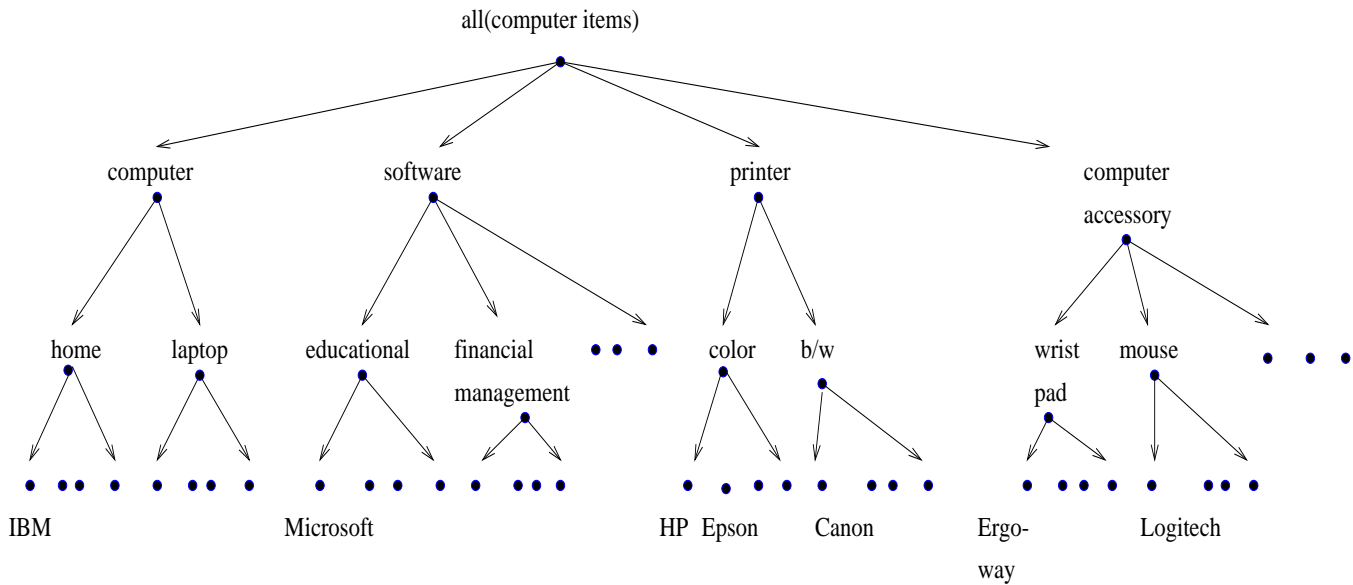 all(computer items)
computer software printer computer
accessory
home laptop educational financial color b/w wrist mouse
management pad
IBM Microsoft HP Epson Canon Ergo- Logitech
way